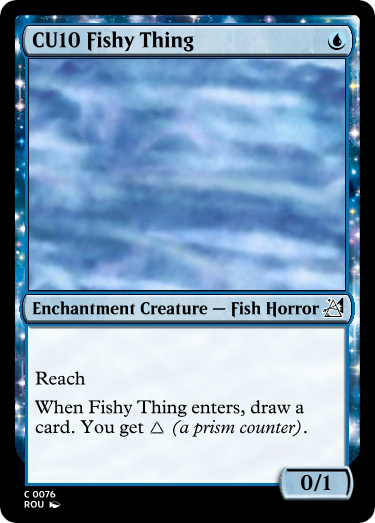 CU10 Fishy Thing
Enchantment Creature — Fish Horror
Reach
When Fishy Thing enters, draw a
card. You get △ (a prism counter).
0/1
C 0076
ROU